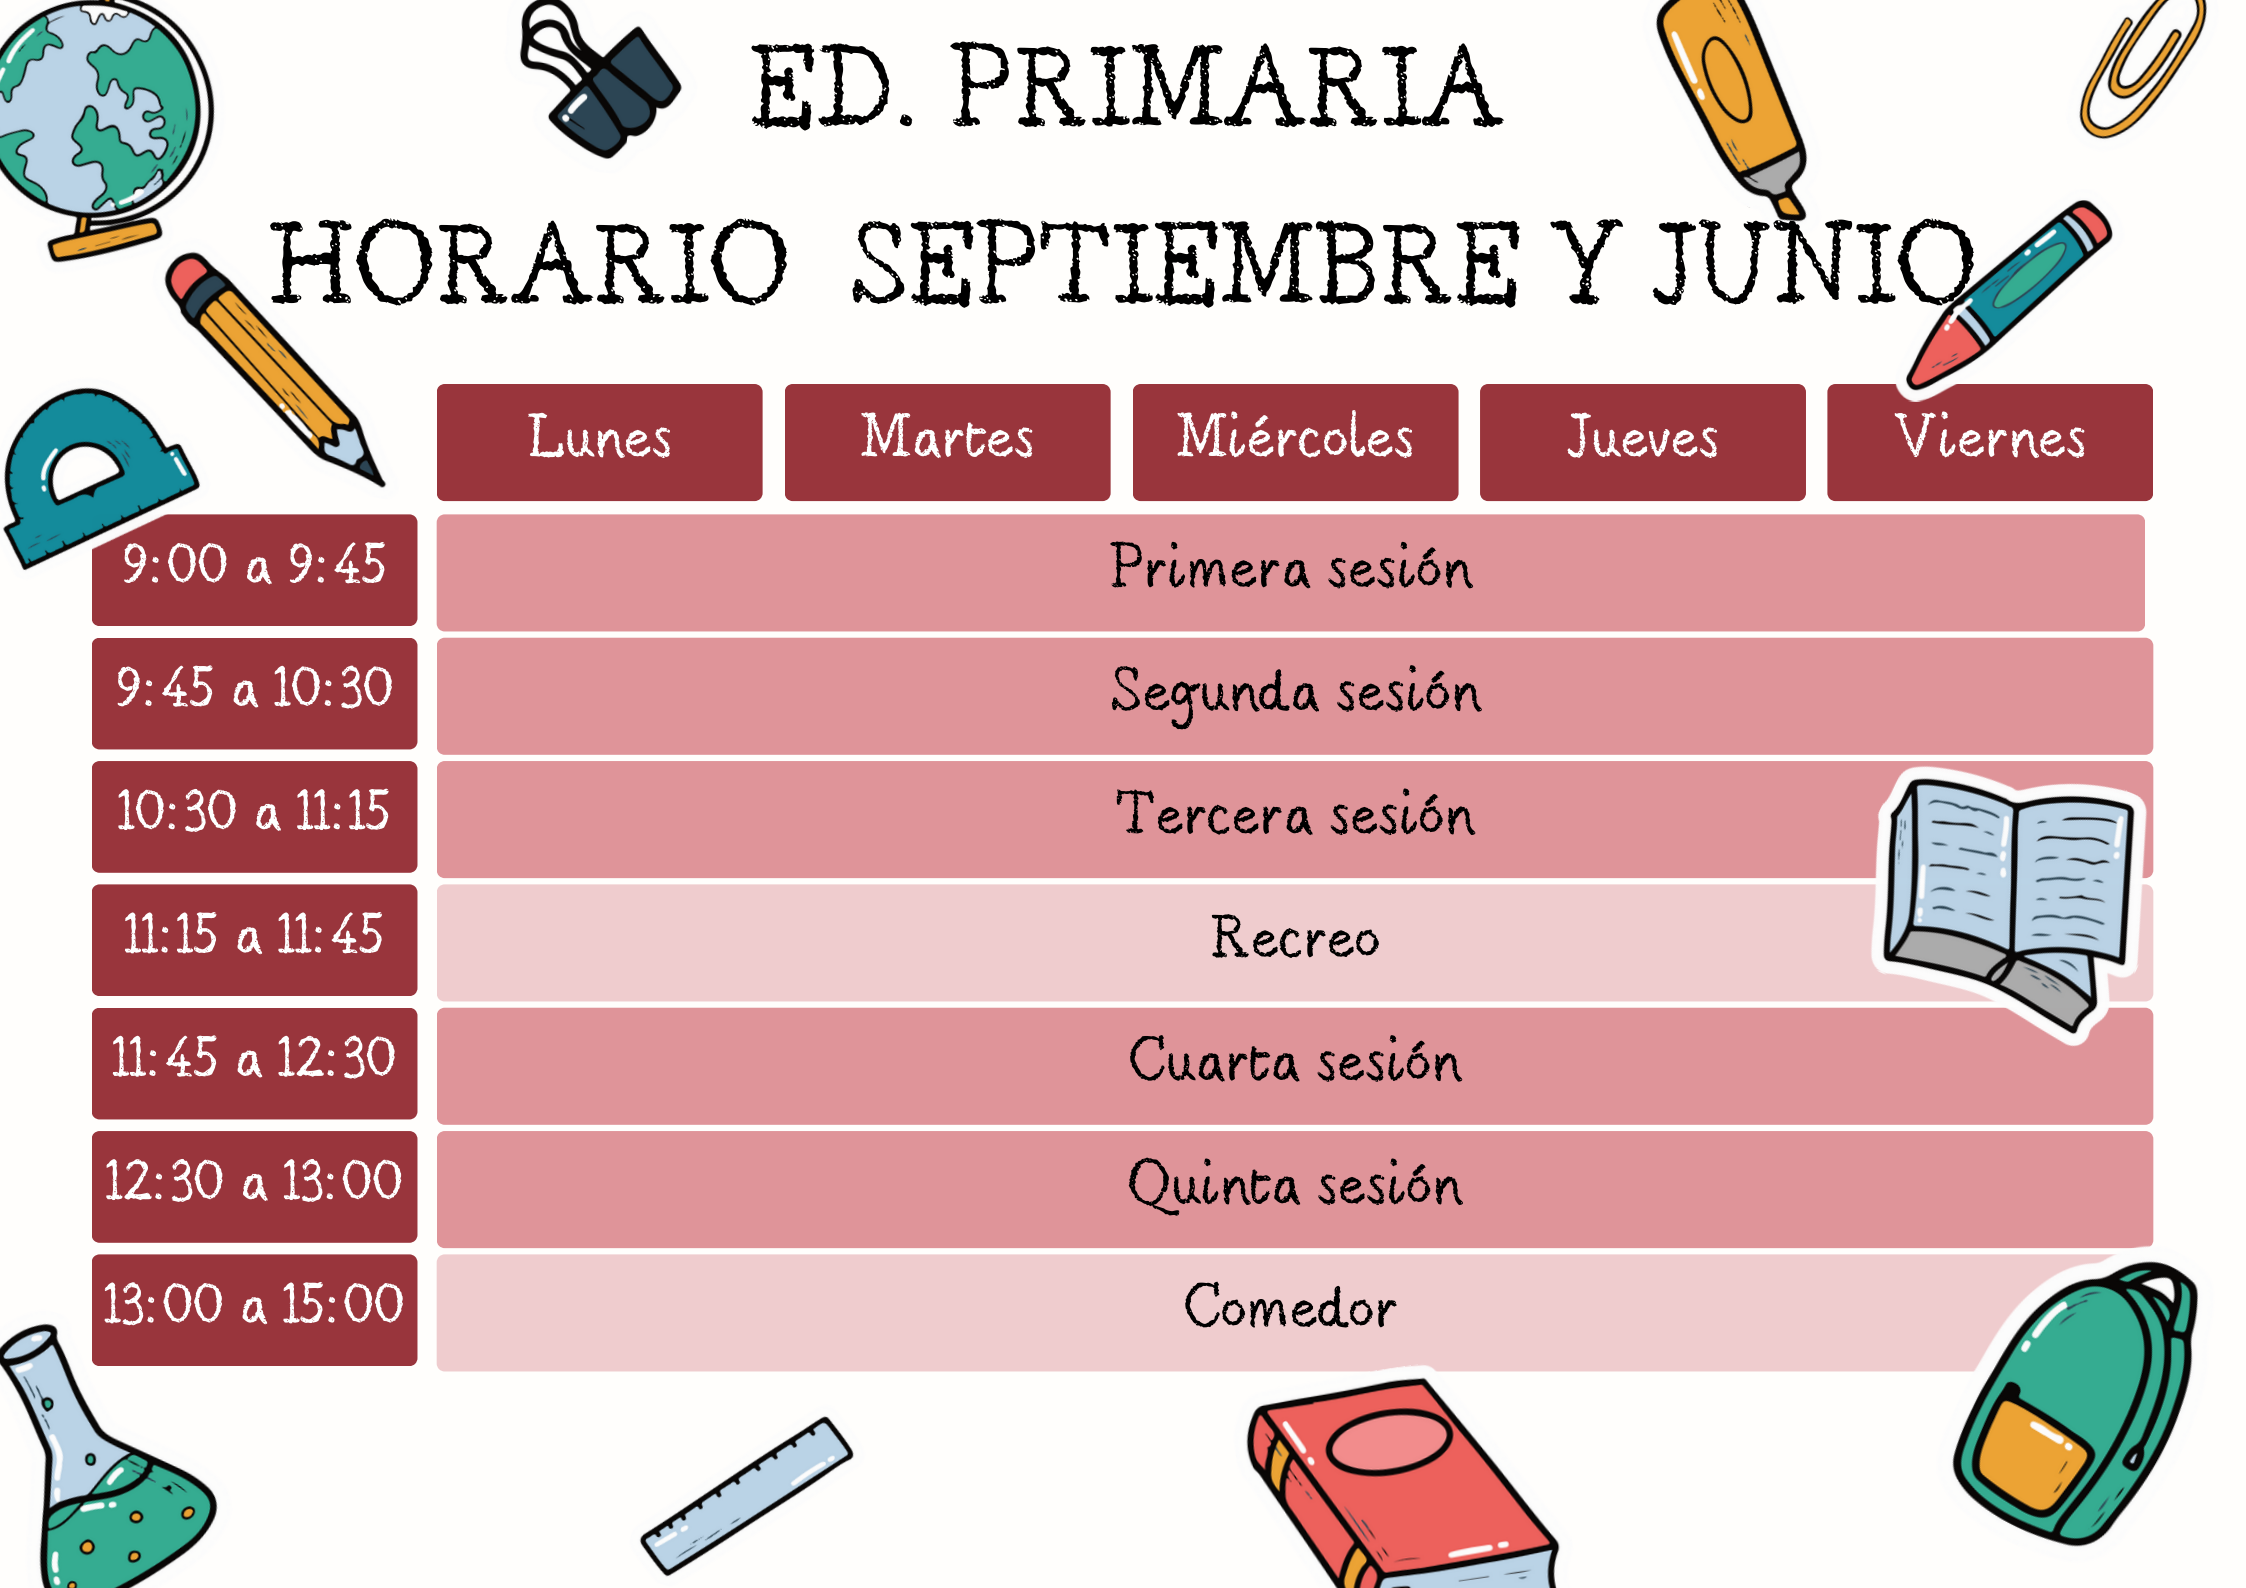 ED. PRIMARIA
HORARIO SEPTIEMBRE Y JUNIO
Lunes Martes Miércoles Jueves Viernes
9:00 a 9:45 Primera sesión
9:45 a 10:30 Segunda sesión
10:30 a 11:15 Tercera sesión
11:15 a 11:45 Recreo
11:45 a 12:30 Cuarta sesión
12:30 a 13:00 Quinta sesión
13:00 a 15:00 Comedor